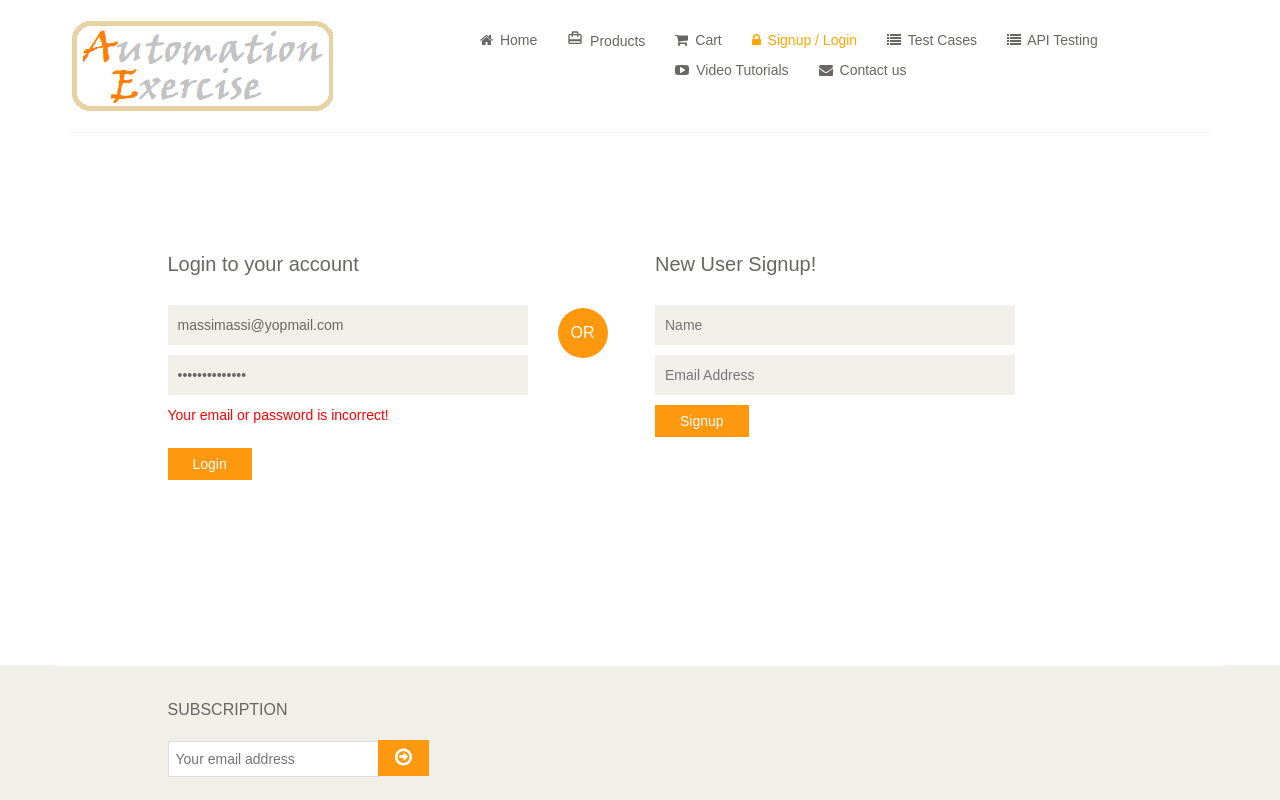 Automation
Exercise
Home
Products
Cart
Signup / Login
Test Cases
API Testing
Video Tutorials
Contact us
Login to your account
massimassi@yopmail.com
••••••••••••••
Your email or password is incorrect!
Login
OR
New User Signup!
Name
Email Address
Signup
SUBSCRIPTION
Your email address